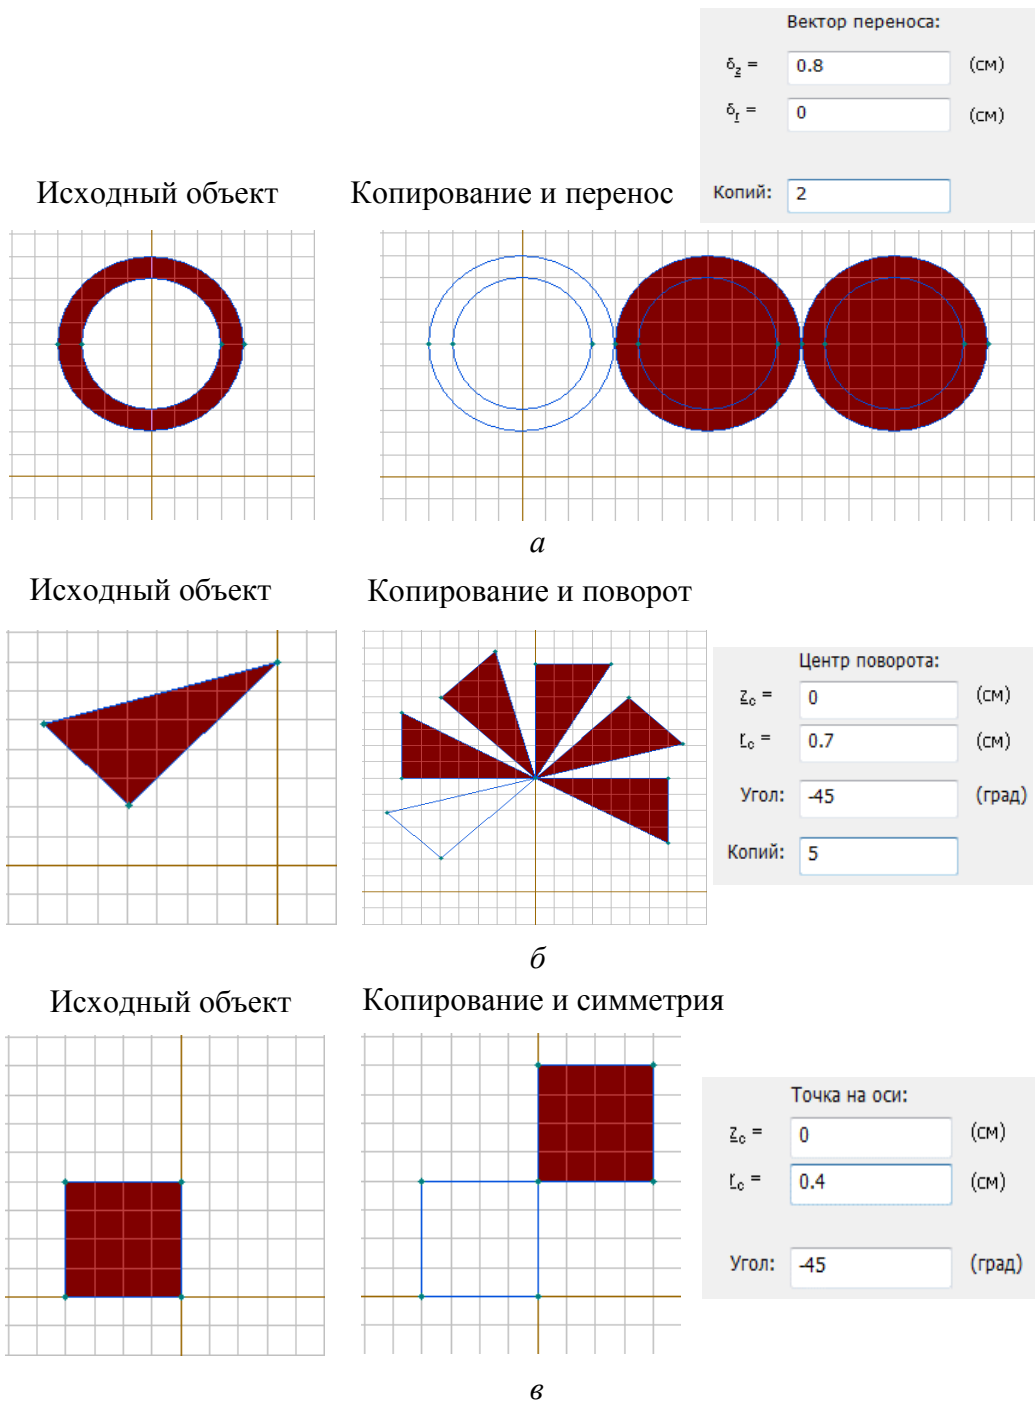 Вектор переноса:
δz = 0.8 (см)
δr = 0 (см)
Копий: 2
Исходный объект
Копирование и перенос
а
Исходный объект
Копирование и поворот
Центр поворота:
zc = 0 (см)
rc = 0.7 (см)
Угол: -45 (град)
Копий: 5
б
Исходный объект
Копирование и симметрия
Точка на оси:
zc = 0 (см)
rc = 0.4 (см)
Угол: -45 (град)
в